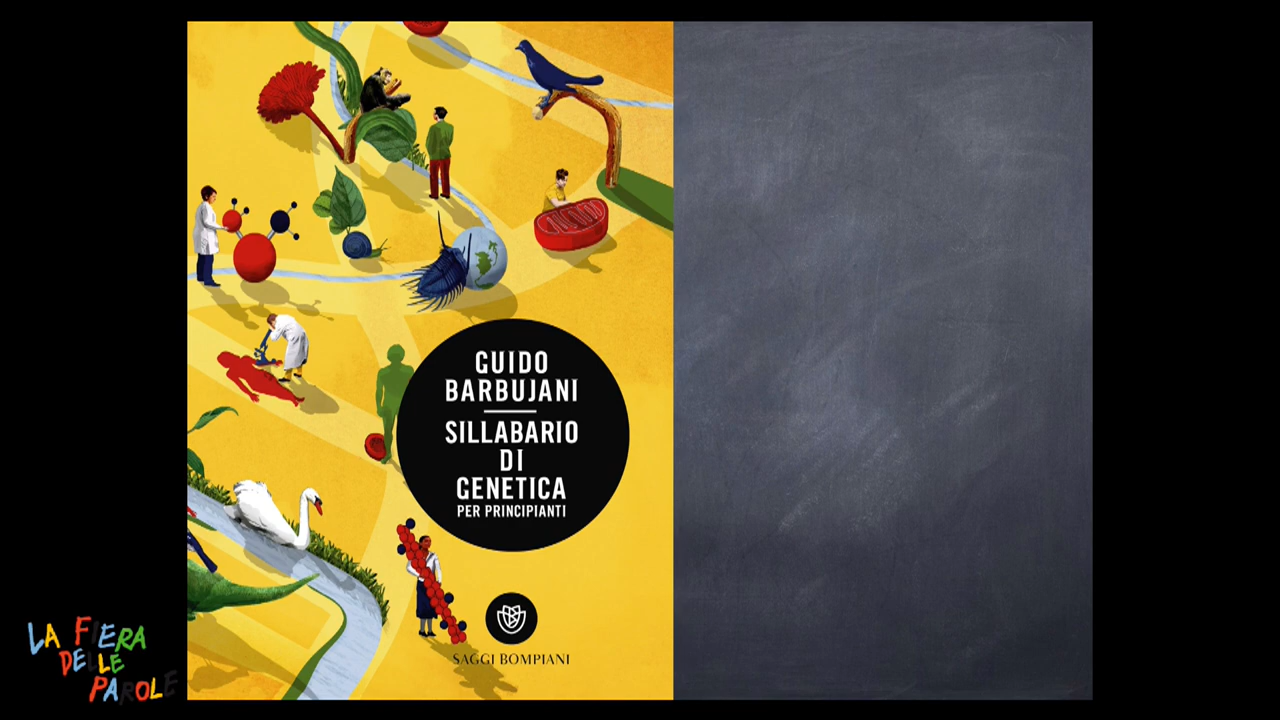 GUIDO
BARBUJANI
SILLABARIO
DI
GENETICA
PER PRINCIPIANTI
SAGGI BOMPIANI
LA FIERA
DELLE
PAROLE